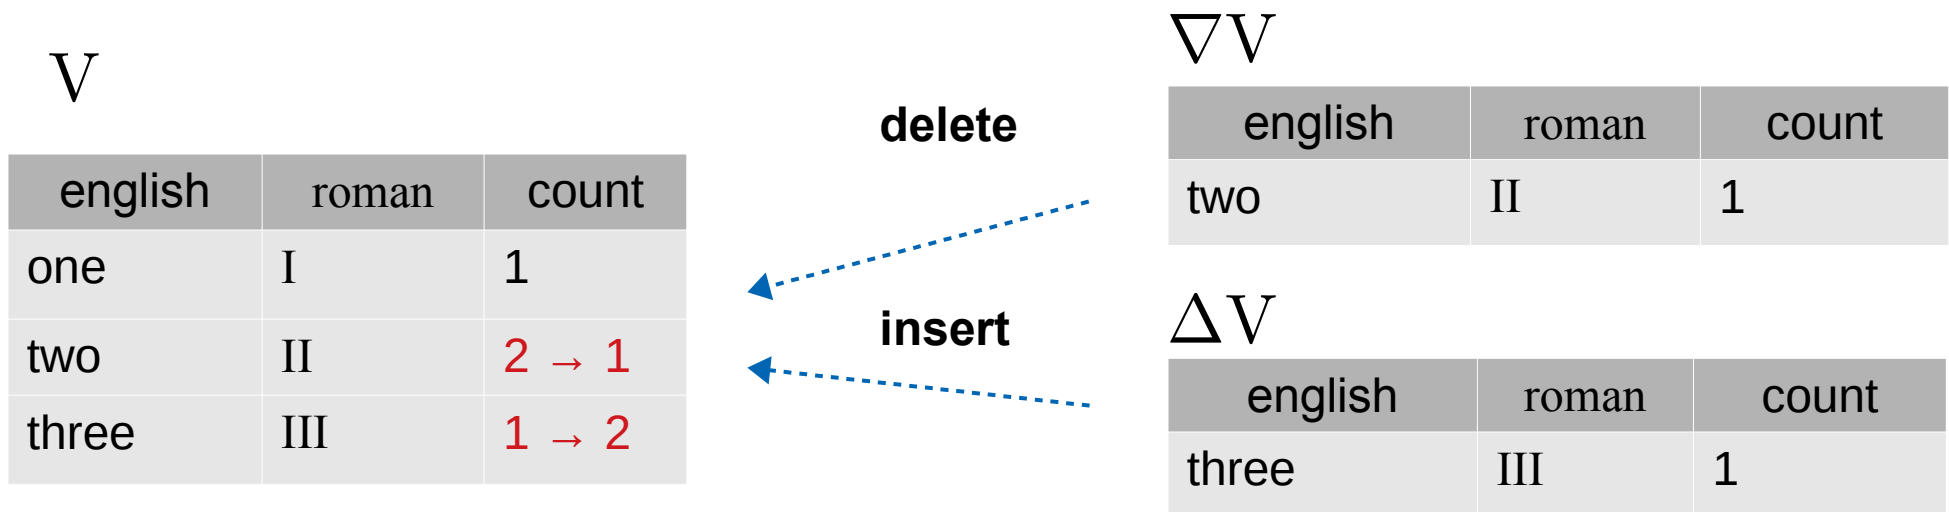 V
english roman count
one I 1
two II 2 → 1
three III 1 → 2
delete
insert
∇V
english roman count
two II 1
ΔV
english roman count
three III 1